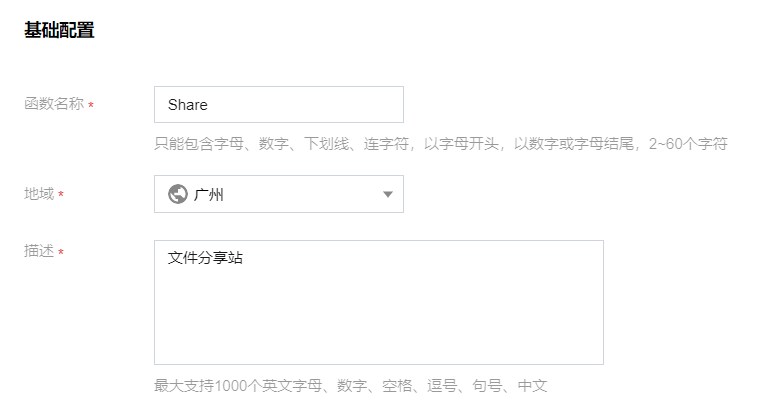 基础配置
函数名称 *
Share
只能包含字母、数字、下划线、连字符，以字母开头，以数字或字母结尾，2~60个字符
地域 *
广州
描述 *
文件分享站
最大支持1000个英文字母、数字、空格、逗号、句号、中文